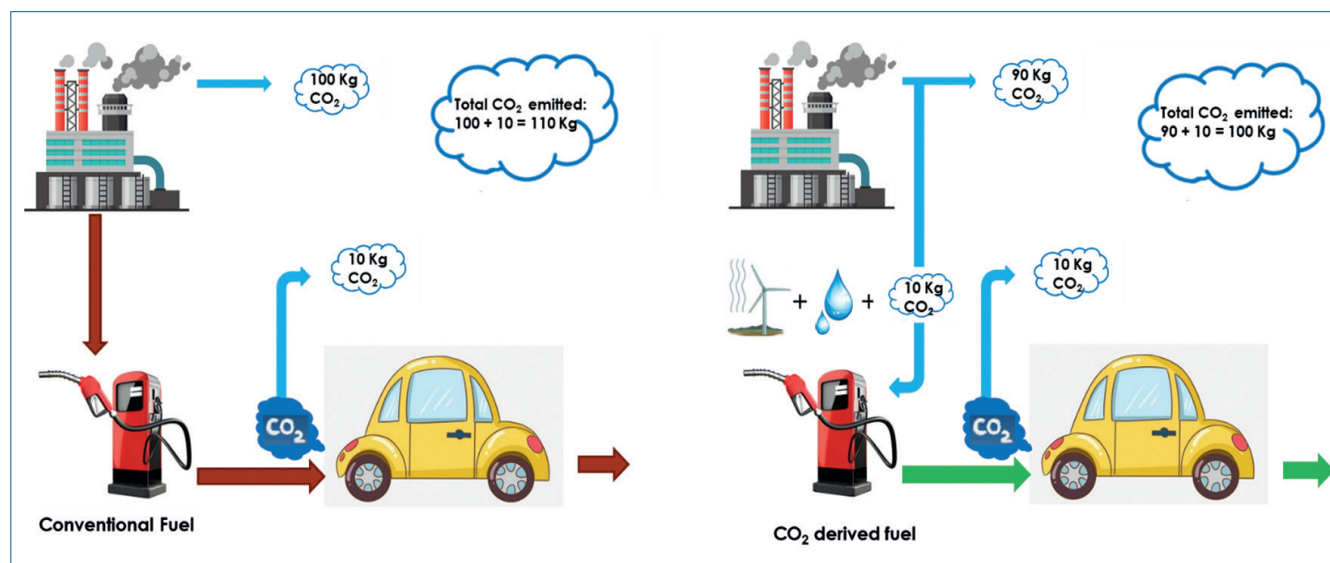 100 Kg
CO₂
Total CO₂ emitted:
100 + 10 = 110 Kg
10 Kg
CO₂
CO₂
Conventional Fuel
90 Kg
CO₂
Total CO₂ emitted:
90 + 10 = 100 Kg
+
+
10 Kg
CO₂
10 Kg
CO₂
CO₂
CO₂ derived fuel